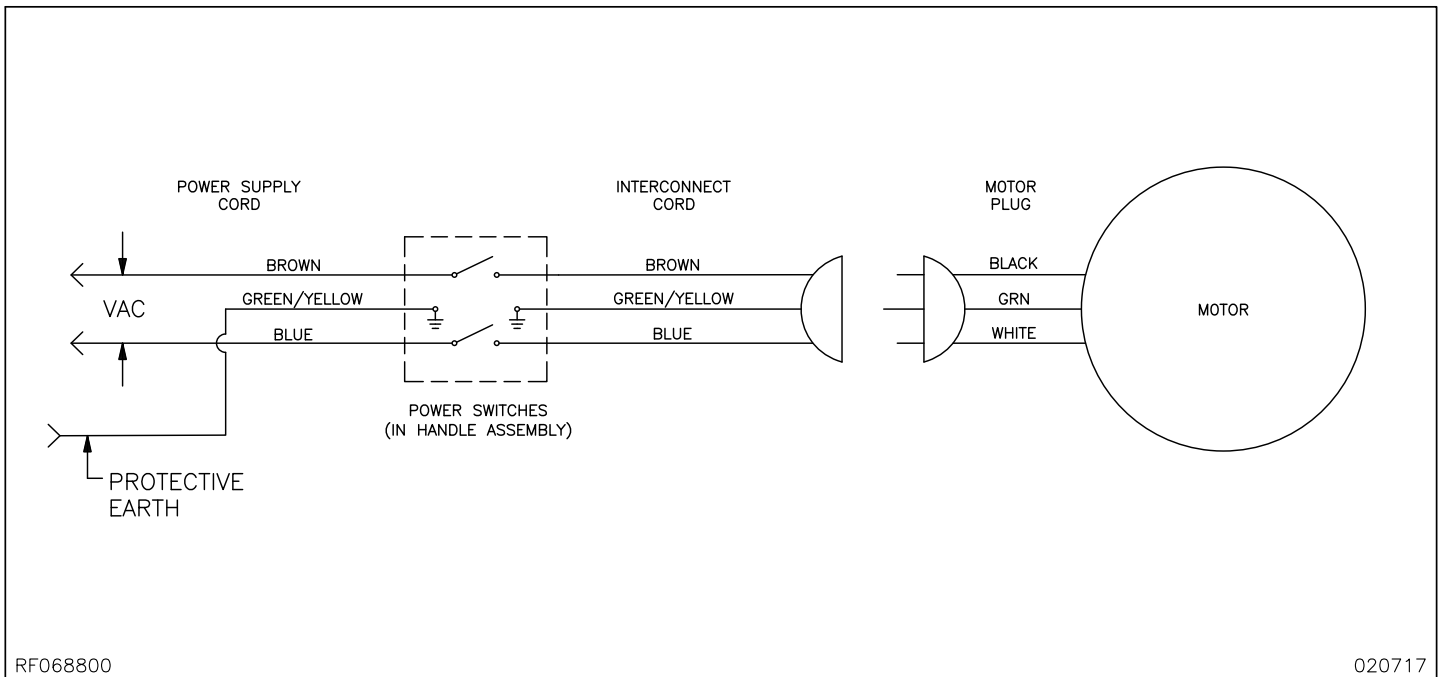 POWER SUPPLY
CORD
INTERCONNECT
CORD
MOTOR
PLUG
BROWN
BROWN
BLACK
VAC
GREEN/YELLOW
GREEN/YELLOW
GRN
MOTOR
BLUE
BLUE
WHITE
POWER SWITCHES
(IN HANDLE ASSEMBLY)
PROTECTIVE
EARTH
RF068800
020717